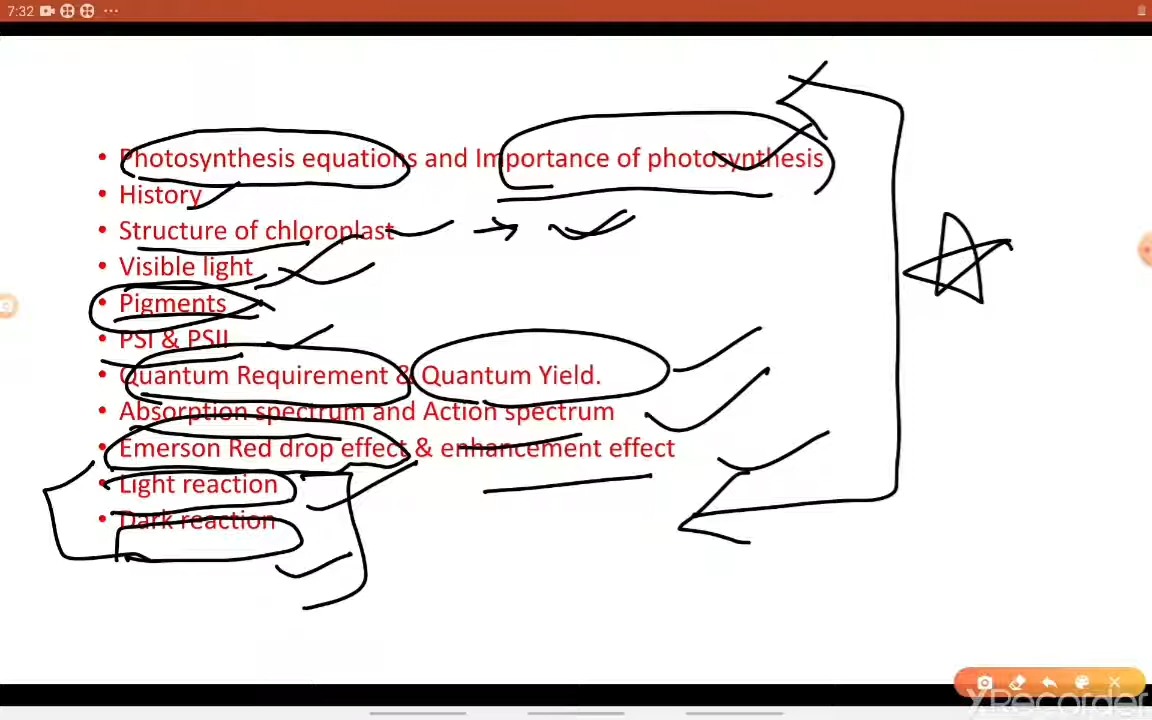 7:32
• Photosynthesis equations and Importance of photosynthesis
• History
• Structure of chloroplast
• Visible light
• Pigments
• PSI & PSII
• Quantum Requirement & Quantum Yield.
• Absorption spectrum and Action spectrum
• Emerson Red drop effect & enhancement effect
• Light reaction
• Dark reaction
XRecorder